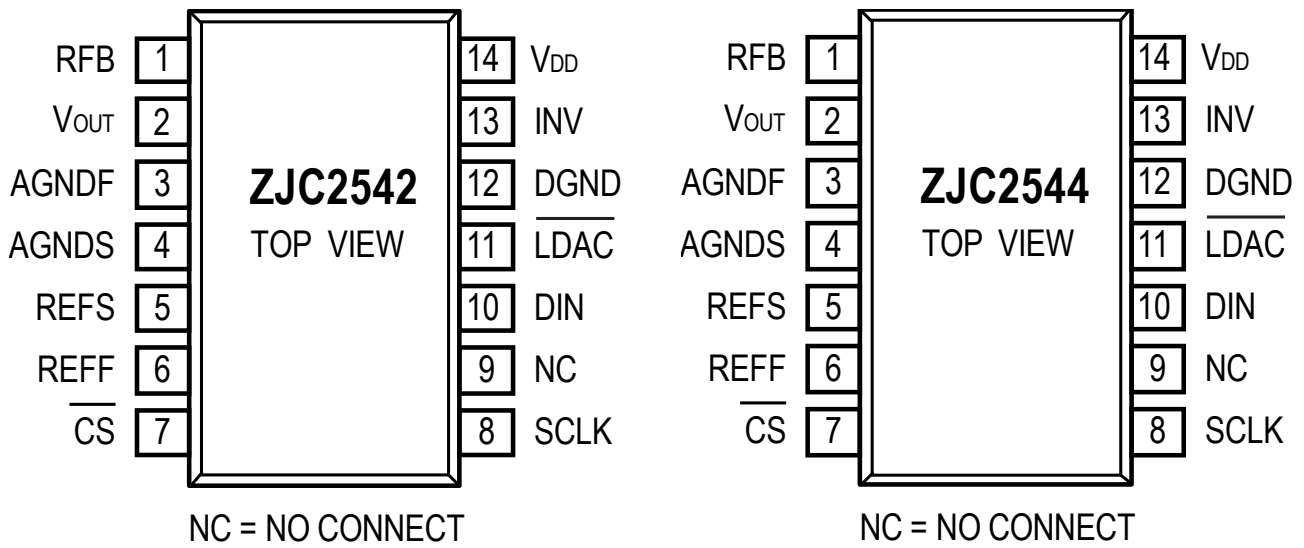 RFB 1 14 VDD
VOUT 2 13 INV
AGNDF 3 12 DGND
AGNDS 4 11 LDAC
REFS 5 10 DIN
REFF 6 9 NC
CS 7 8 SCLK
ZJC2542
TOP VIEW
NC = NO CONNECT
RFB 1 14 VDD
VOUT 2 13 INV
AGNDF 3 12 DGND
AGNDS 4 11 LDAC
REFS 5 10 DIN
REFF 6 9 NC
CS 7 8 SCLK
ZJC2544
TOP VIEW
NC = NO CONNECT